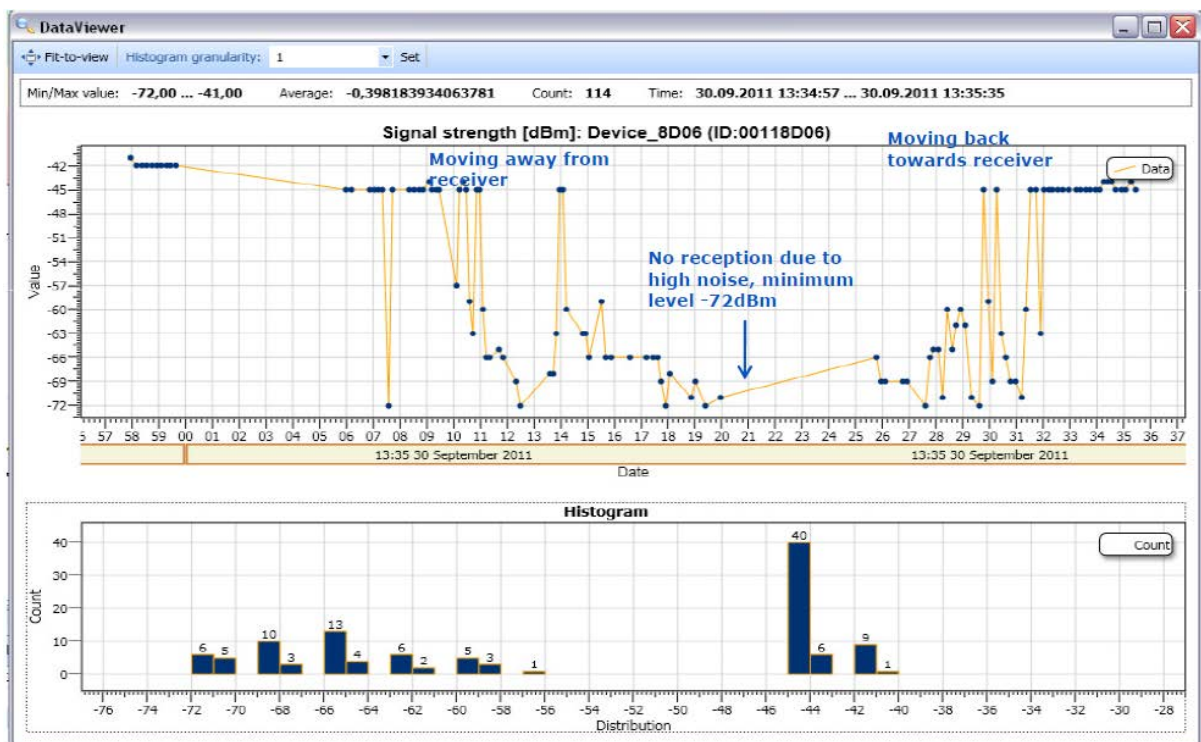 DataViewer
Fit-to-view Histogram granularity: 1 Set
Min/Max value: -72,00 ... -41,00 Average: -0,398183934063781 Count: 114 Time: 30.09.2011 13:34:57 ... 30.09.2011 13:35:35
Signal strength [dBm]: Device_8D06 (ID:00118D06)
Moving away from
receiver
Moving back
towards receiver
Data
No reception due to
high noise, minimum
level -72dBm
Value
-42
-45
-48
-51
-54
-57
-60
-63
-66
-69
-72
57 58 59 00 01 02 03 04 05 06 07 08 09 10 11 12 13 14 15 16 17 18 19 20 21 22 23 24 25 26 27 28 29 30 31 32 33 34 35 36 37
13:35 30 September 2011 13:35 30 September 2011
Date
Histogram
Count
Count
40
30
20
10
0
6 5 10 3 13 4 6 2 5 3 1 40 6 9 1
-76 -74 -72 -70 -68 -66 -64 -62 -60 -58 -56 -54 -52 -50 -48 -46 -44 -42 -40 -38 -36 -34 -32 -30 -28
Distribution